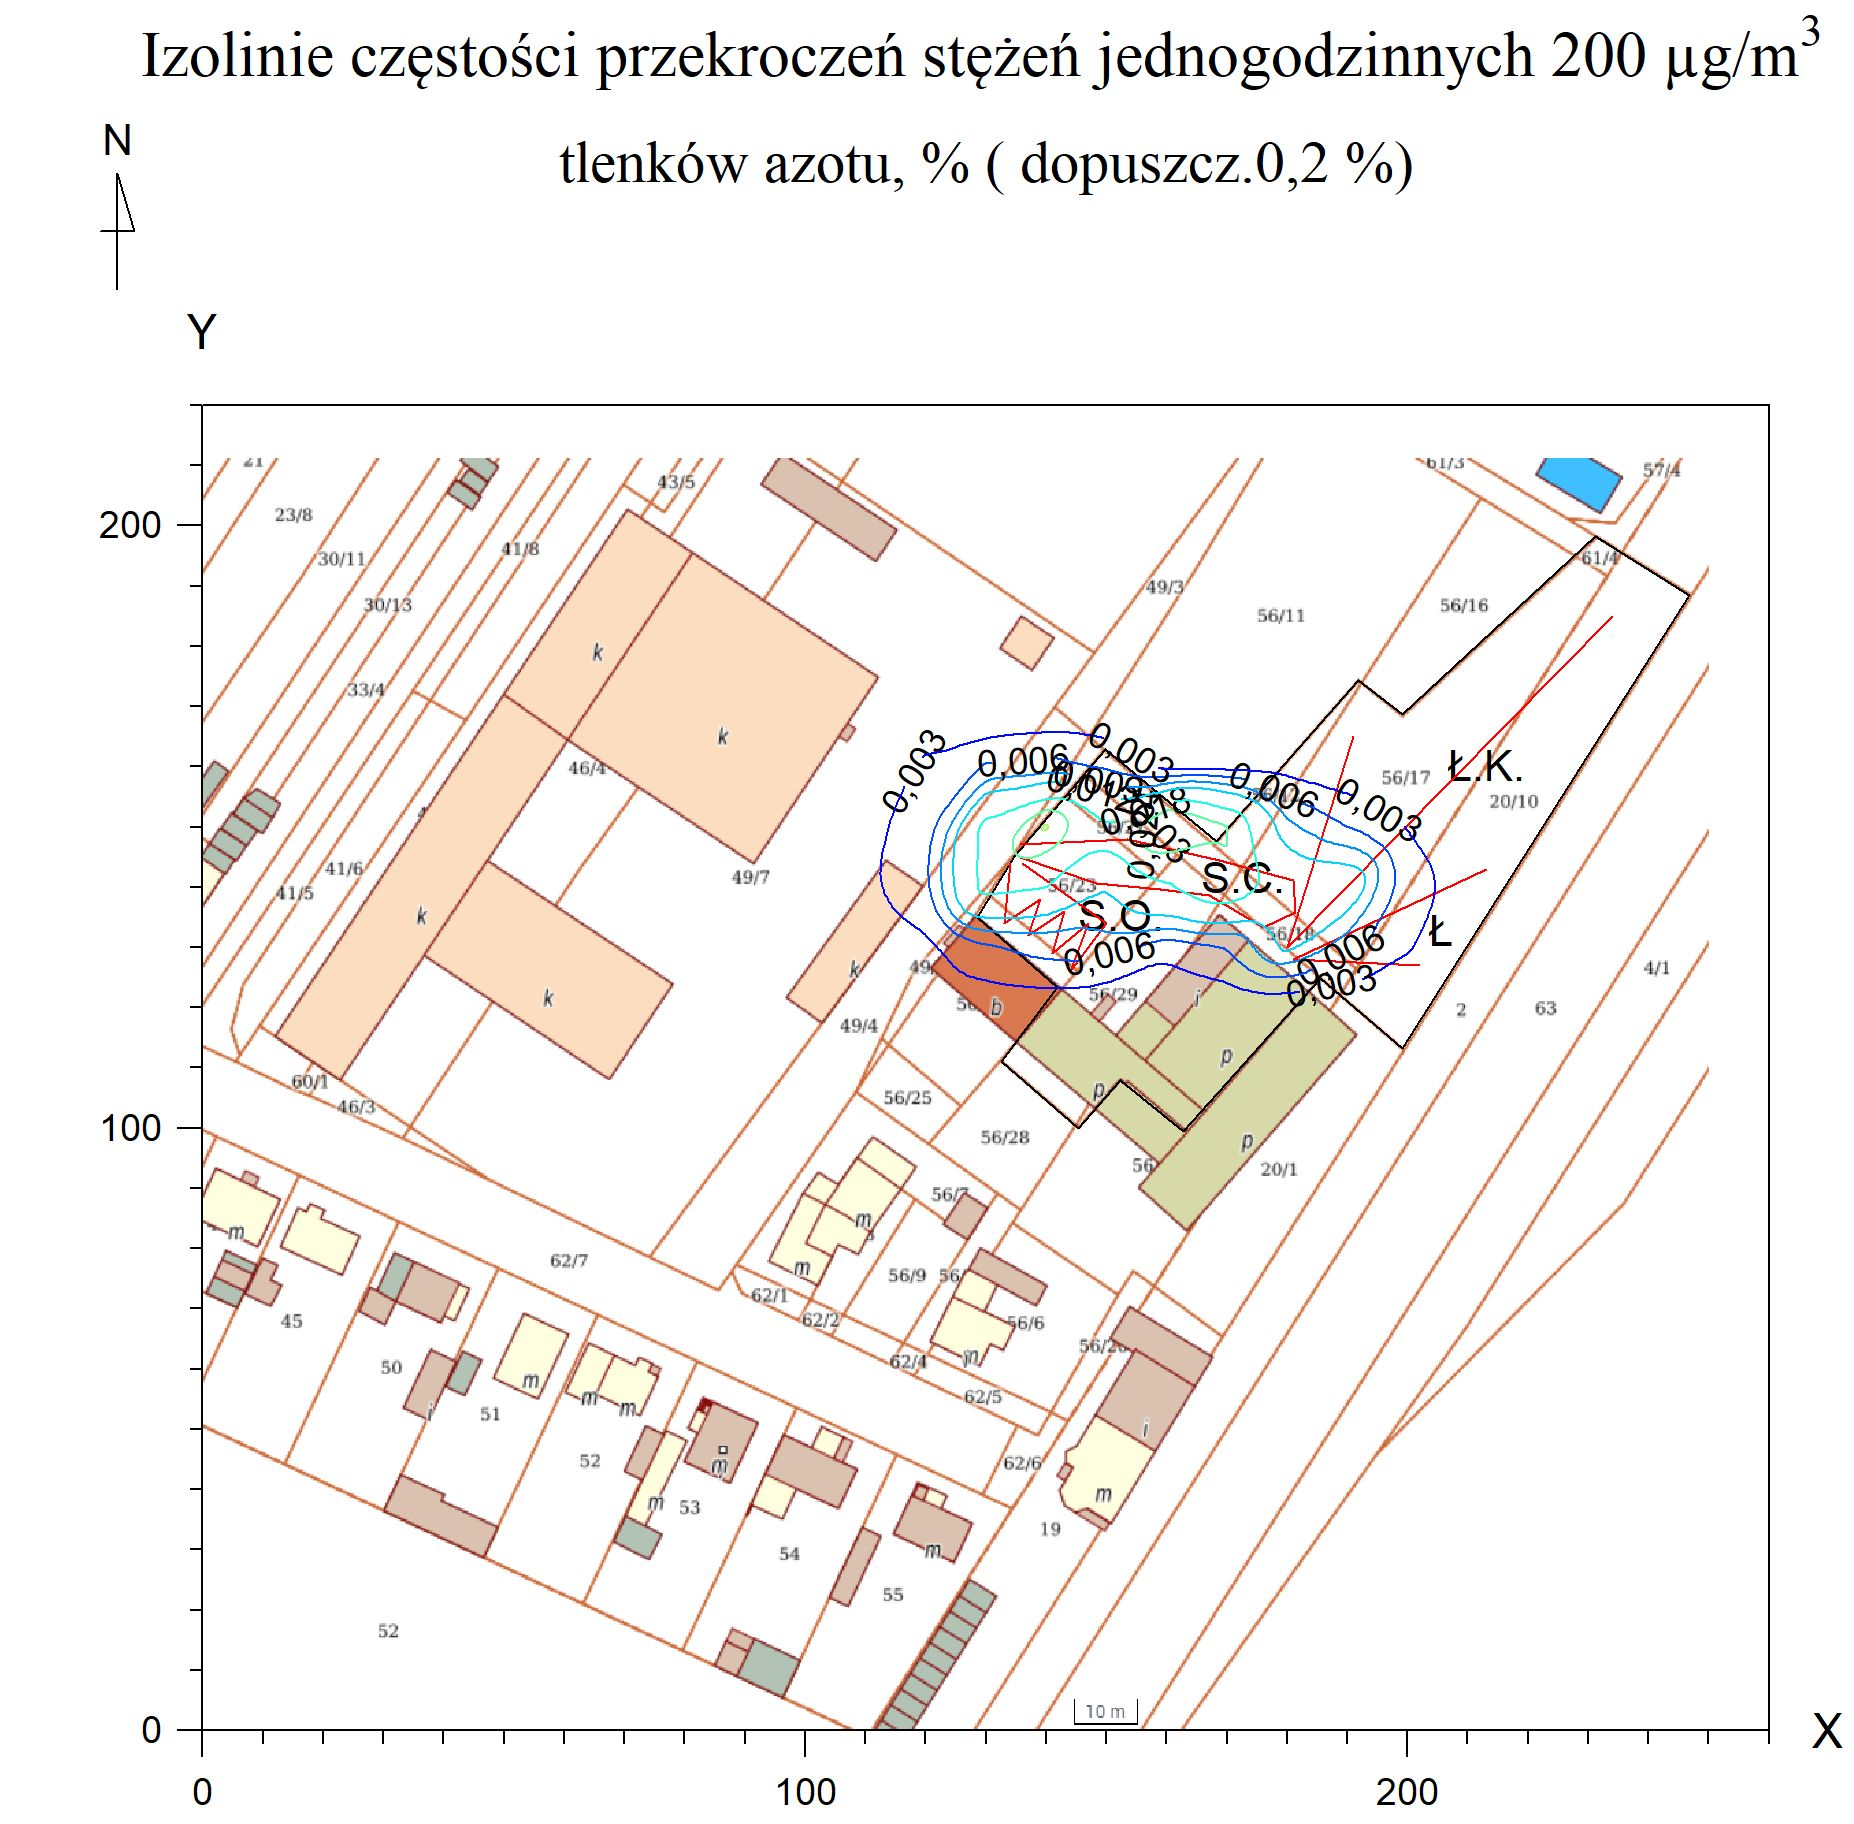 Izolinie częstości przekroczeń stężeń jednogodzinnych 200 µg/m³
tlenków azotu, % ( dopuszcz.0,2 %)
N
Y
200
100
0
0
100
200
X
21
23/8
30/11
30/13
33/4
41/8
43/5
41/6
41/5
46/4
49/7
49/3
56/11
56/16
61/3
57/4
61/4
k
k
k
k
k
0,003
0,006
0,003
0,006
0,003
56/17
Ł.K.
20/10
56/23
S.C.
S.O.
56/18
Ł
0,006
0,006
0,003
56/29
b
j
p
p
p
49/4
60/1
46/3
56/25
56/28
20/1
2
63
4/1
m
m
m
45
62/7
62/1
62/2
56/9
56/6
62/4
62/5
62/6
50
51
52
53
54
55
52
19
i
m
m
m
m
m
m
m
i
m
10 m